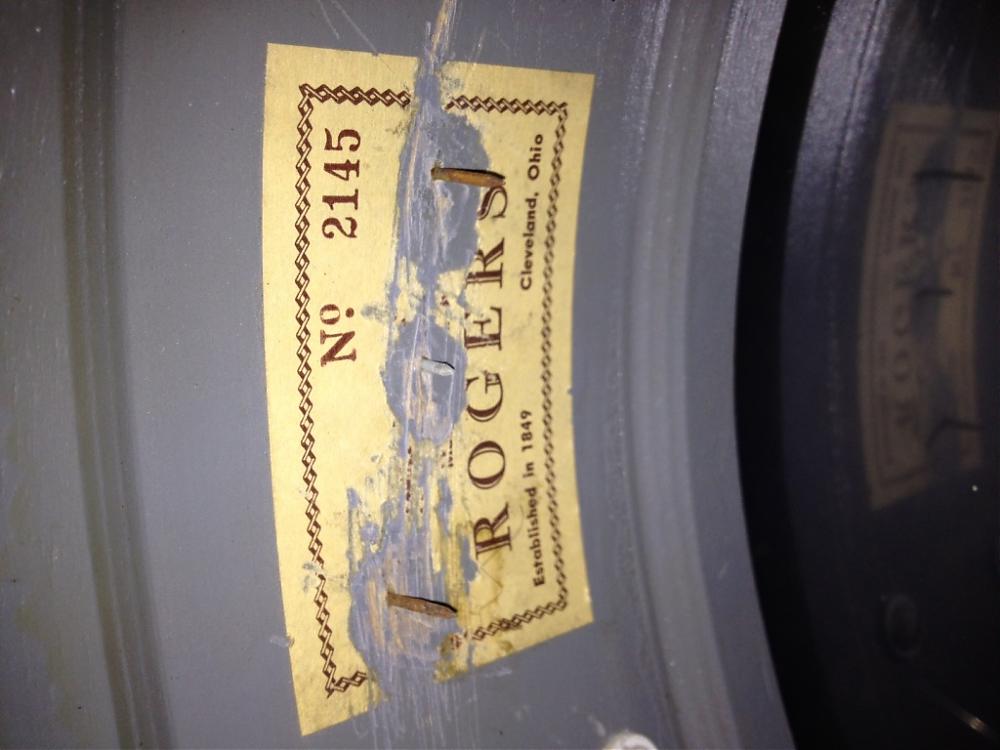 Nº 2145
ROGERS
Established in 1849 Cleveland, Ohio